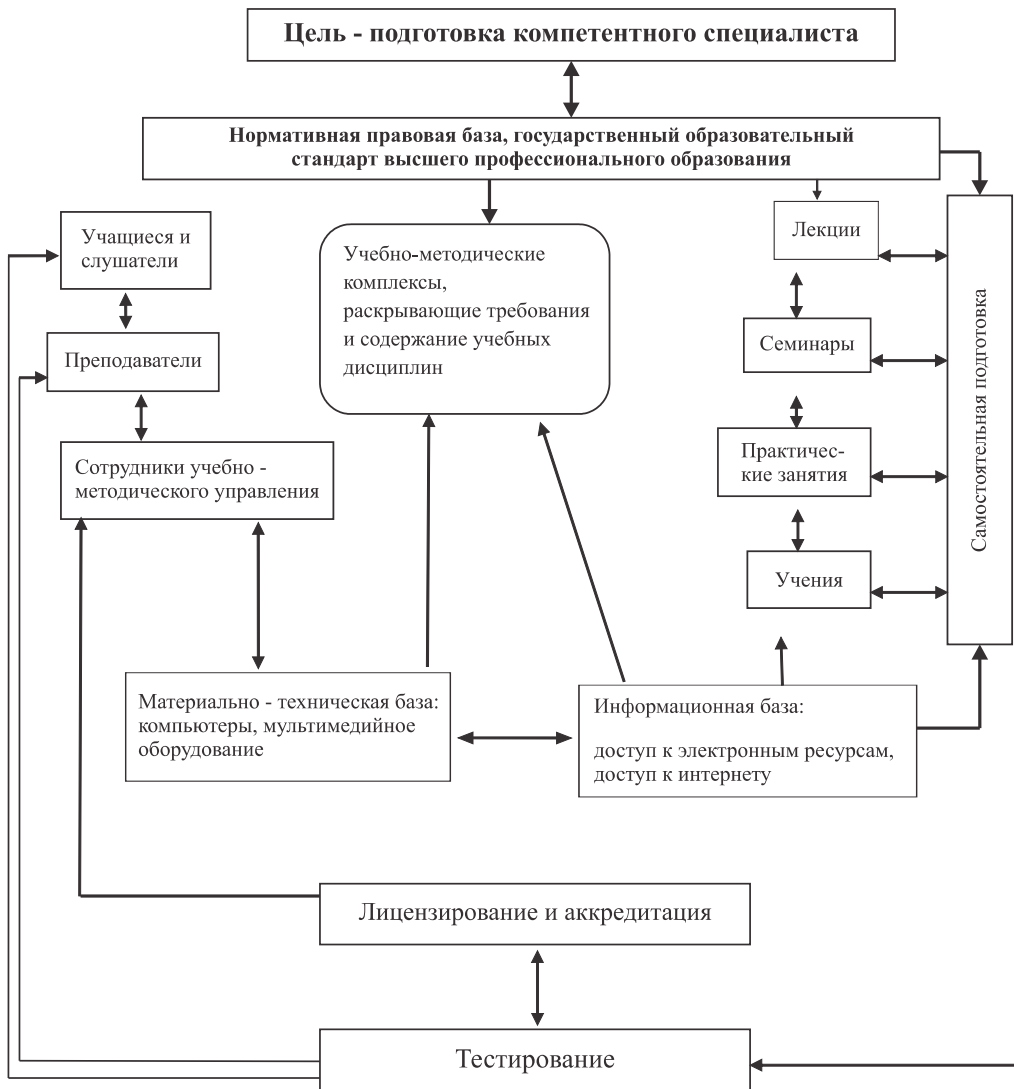 Цель - подготовка компетентного специалиста
Нормативная правовая база, государственный образовательный
стандарт высшего профессионального образования
Учащиеся и
слушатели
Преподаватели
Сотрудники учебно -
методического управления
Учебно-методические
комплексы,
раскрывающие требования
и содержание учебных
дисциплин
Лекции
Семинары
Практичес-
кие занятия
Учения
Самостоятельная подготовка
Материально - техническая база:
компьютеры, мультимедийное
оборудование
Информационная база:
доступ к электронным ресурсам,
доступ к интернету
Лицензирование и аккредитация
Тестирование